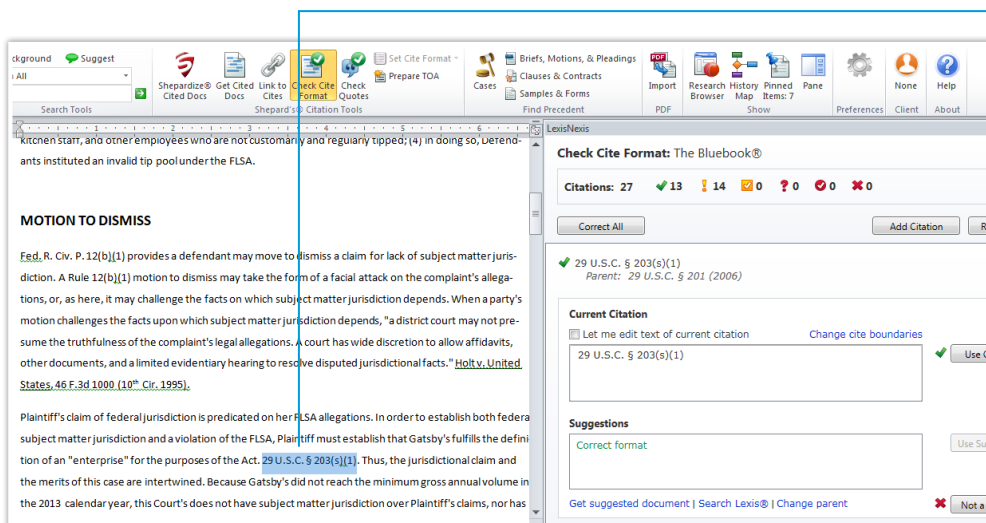 ckground Suggest
All
Search Tools
Shepardize® Cited Docs
Get Cited Docs
Link to Cites
Check Cite Format
Check Quotes
Set Cite Format
Prepare TOA
Shepard's® Citation Tools
Cases
Briefs, Motions, & Pleadings
Clauses & Contracts
Samples & Forms
Find Precedent
PDF
Import
PDF
Research Browser
History Map
Pinned Items: 7
Pane
Show
Preferences
None
Client
Help
About
1 2 3 4 5 6
kitchen staff, and other employees who are not customarily and regularly tipped; (4) in doing so, Defend-
ants instituted an invalid tip pool under the FLSA.
MOTION TO DISMISS
Fed. R. Civ. P. 12(b)(1) provides a defendant may move to dismiss a claim for lack of subject matter juris-
diction. A Rule 12(b)(1) motion to dismiss may take the form of a facial attack on the complaint's allega-
tions, or, as here, it may challenge the facts on which subject matter jurisdiction depends. When a party's
motion challenges the facts upon which subject matter jurisdiction depends, "a district court may not pre-
sume the truthfulness of the complaint's legal allegations. A court has wide discretion to allow affidavits,
other documents, and a limited evidentiary hearing to resolve disputed jurisdictional facts." Holt v. United
States, 46 F.3d 1000 (10th Cir. 1995).
Plaintiff's claim of federal jurisdiction is predicated on her FLSA allegations. In order to establish both federa
subject matter jurisdiction and a violation of the FLSA, Plaintiff must establish that Gatsby's fulfills the defini
tion of an "enterprise" for the purposes of the Act. 29 U.S.C. § 203(s)(1). Thus, the jurisdictional claim and
the merits of this case are intertwined. Because Gatsby's did not reach the minimum gross annual volume in
the 2013 calendar year, this Court's does not have subject matter jurisdiction over Plaintiff's claims, nor has
LexisNexis
Check Cite Format: The Bluebook®
Citations: 27 13 14 0 0 0 0
Correct All
Add Citation
R
29 U.S.C. § 203(s)(1)
Parent: 29 U.S.C. § 201 (2006)
Current Citation
Let me edit text of current citation
Change cite boundaries
29 U.S.C. § 203(s)(1)
Use
Suggestions
Correct format
Use Su
Get suggested document | Search Lexis® | Change parent
Not a